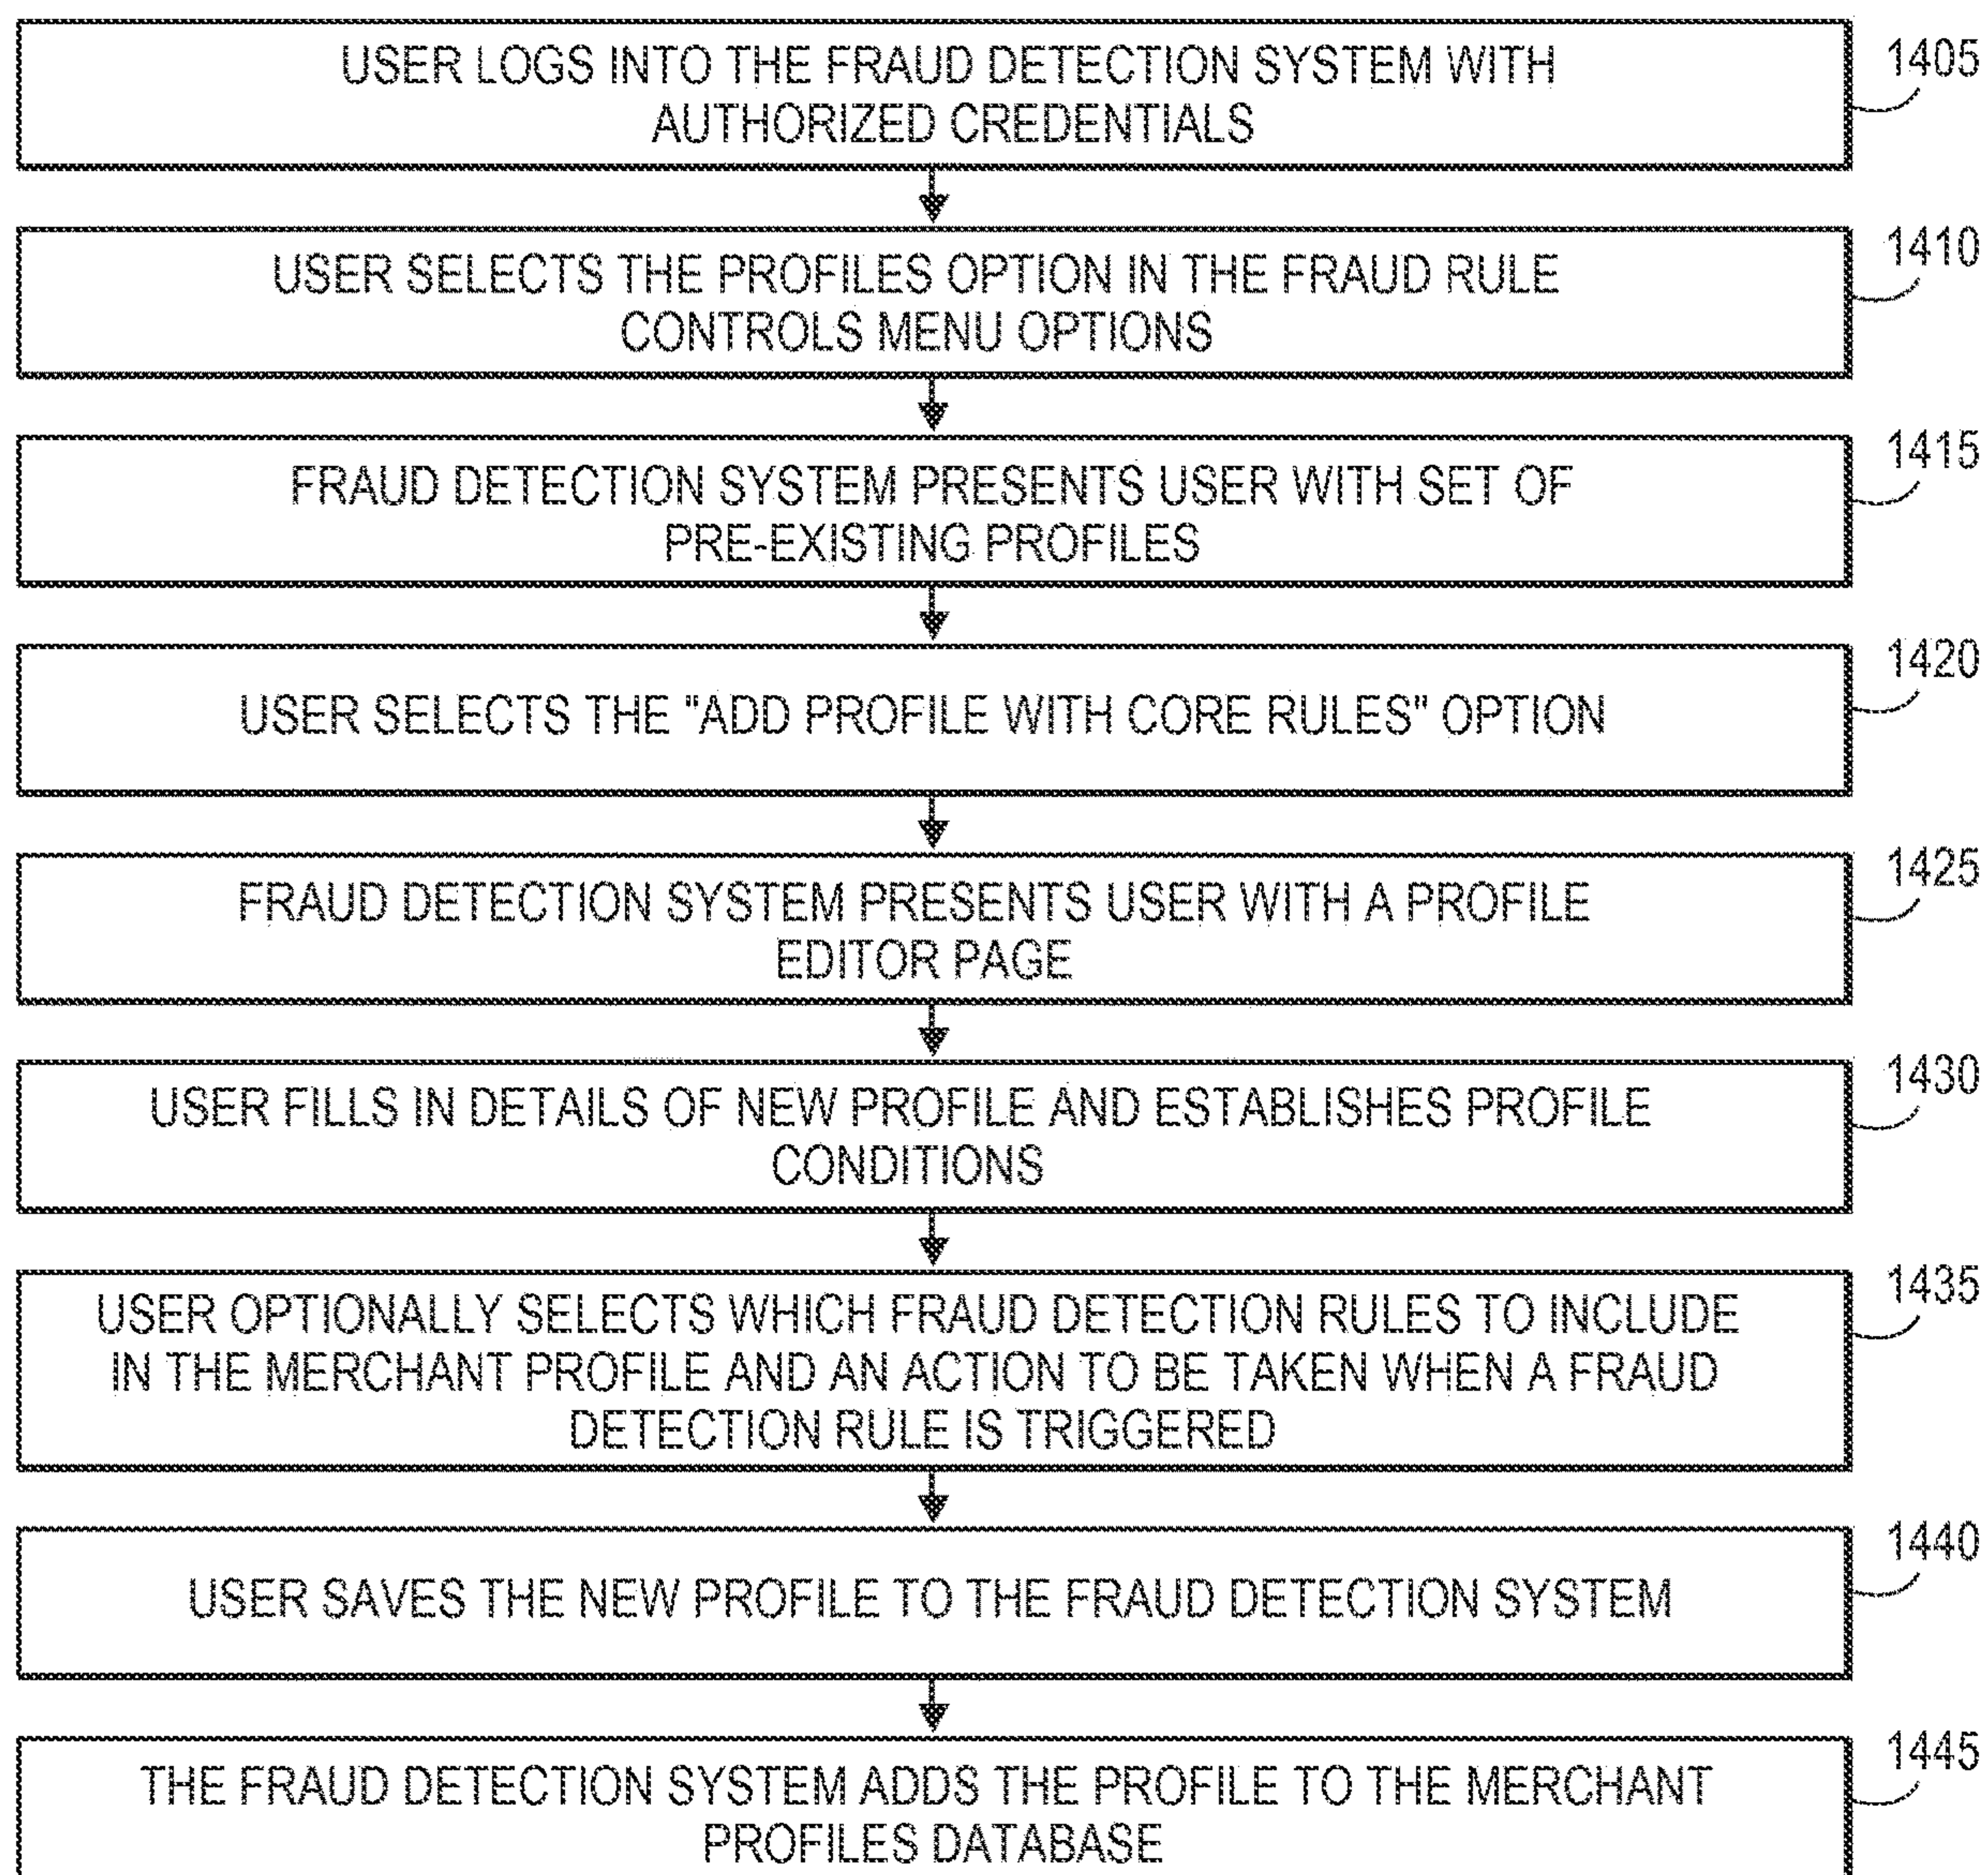 USER LOGS INTO THE FRAUD DETECTION SYSTEM WITH
AUTHORIZED CREDENTIALS
1405
USER SELECTS THE PROFILES OPTION IN THE FRAUD RULE
CONTROLS MENU OPTIONS
1410
FRAUD DETECTION SYSTEM PRESENTS USER WITH SET OF
PRE-EXISTING PROFILES
1415
USER SELECTS THE "ADD PROFILE WITH CORE RULES" OPTION
1420
FRAUD DETECTION SYSTEM PRESENTS USER WITH A PROFILE
EDITOR PAGE
1425
USER FILLS IN DETAILS OF NEW PROFILE AND ESTABLISHES PROFILE
CONDITIONS
1430
USER OPTIONALLY SELECTS WHICH FRAUD DETECTION RULES TO INCLUDE
IN THE MERCHANT PROFILE AND AN ACTION TO BE TAKEN WHEN A FRAUD
DETECTION RULE IS TRIGGERED
1435
USER SAVES THE NEW PROFILE TO THE FRAUD DETECTION SYSTEM
1440
THE FRAUD DETECTION SYSTEM ADDS THE PROFILE TO THE MERCHANT
PROFILES DATABASE
1445